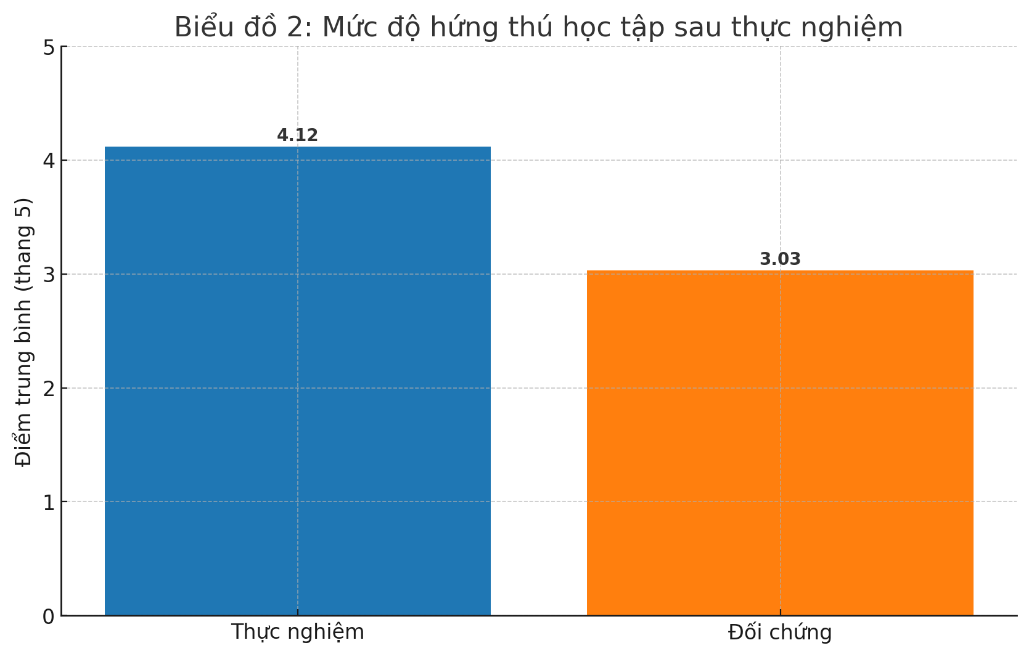 Biểu đồ 2: Mức độ hứng thú học tập sau thực nghiệm
Điểm trung bình (thang 5)
5
4
3
2
1
0
4.12
3.03
Thực nghiệm
Đối chứng